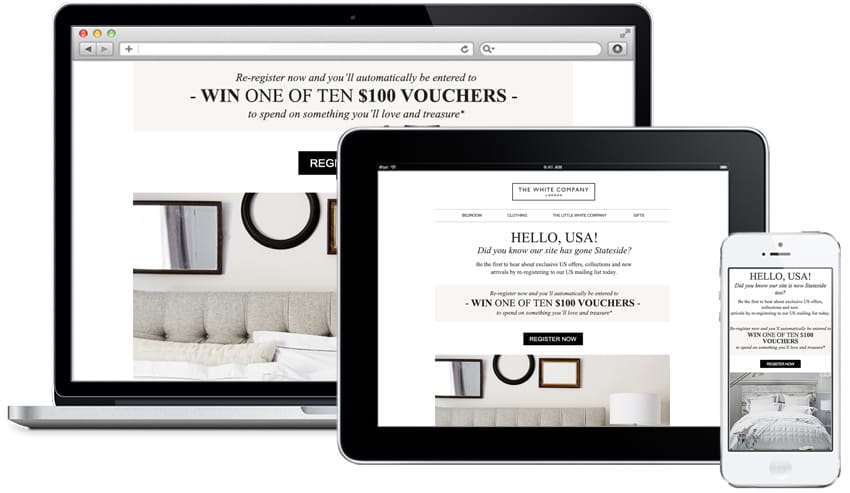 Re-register now and you'll automatically be entered to
- WIN ONE OF TEN $100 VOUCHERS -
to spend on something you'll love and treasure*
REG
iPad
9:41 AM
THE WHITE COMPANY
LONDON
BEDROOM CLOTHING THE LITTLE WHITE COMPANY GIFTS
HELLO, USA!
Did you know our site has gone Stateside?
Be the first to hear about exclusive US offers, collections and new
arrivals by re-registering to our US mailing list today.
Re-register now and you'll automatically be entered to
- WIN ONE OF TEN $100 VOUCHERS -
to spend on something you'll love and treasure*
REGISTER NOW
HELLO, USA!
Did you know our site is now Stateside
too?
Be the first to hear about exclusive US offers,
collections and new
arrivals by re-registering to our US mailing list today.
Re-register now and you'll automatically be entered to
WIN ONE OF TEN $100
VOUCHERS
to spend on something you'll love and treasure*
REGISTER NOW